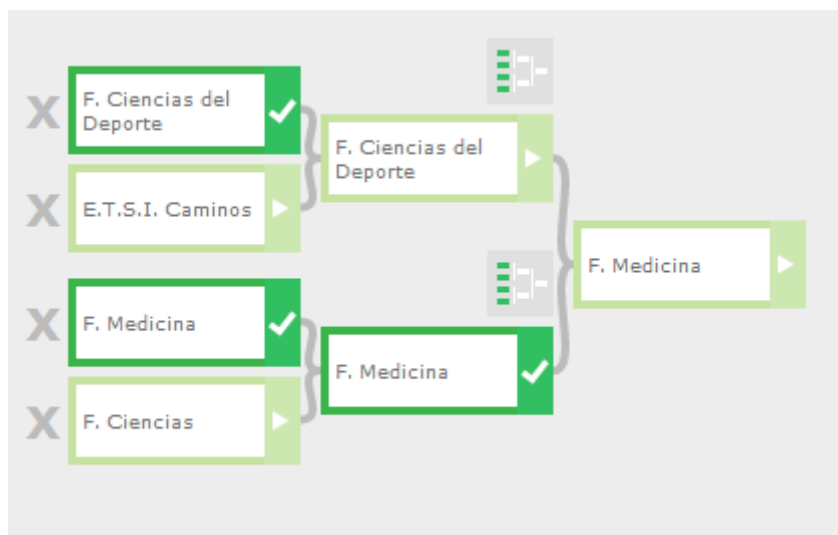 X
F. Ciencias del
Deporte
X
E.T.S.I. Caminos
F. Ciencias del
Deporte
X
F. Medicina
X
F. Ciencias
F. Medicina
F. Medicina